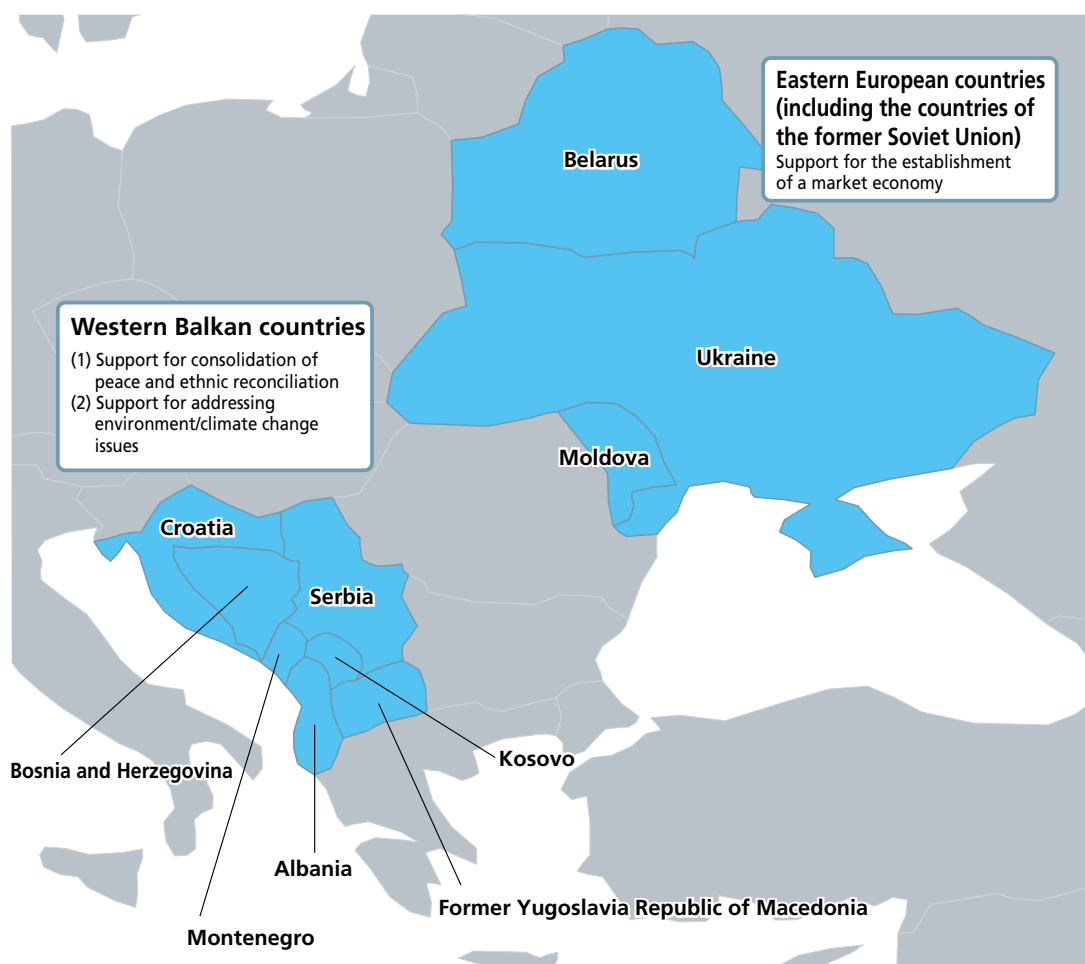 Eastern European countries
(including the countries of
the former Soviet Union)
Support for the establishment
of a market economy
Belarus
Western Balkan countries
(1) Support for consolidation of
peace and ethnic reconciliation
(2) Support for addressing
environment/climate change
issues
Ukraine
Moldova
Croatia
Serbia
Kosovo
Bosnia and Herzegovina
Albania
Former Yugoslavia Republic of Macedonia
Montenegro